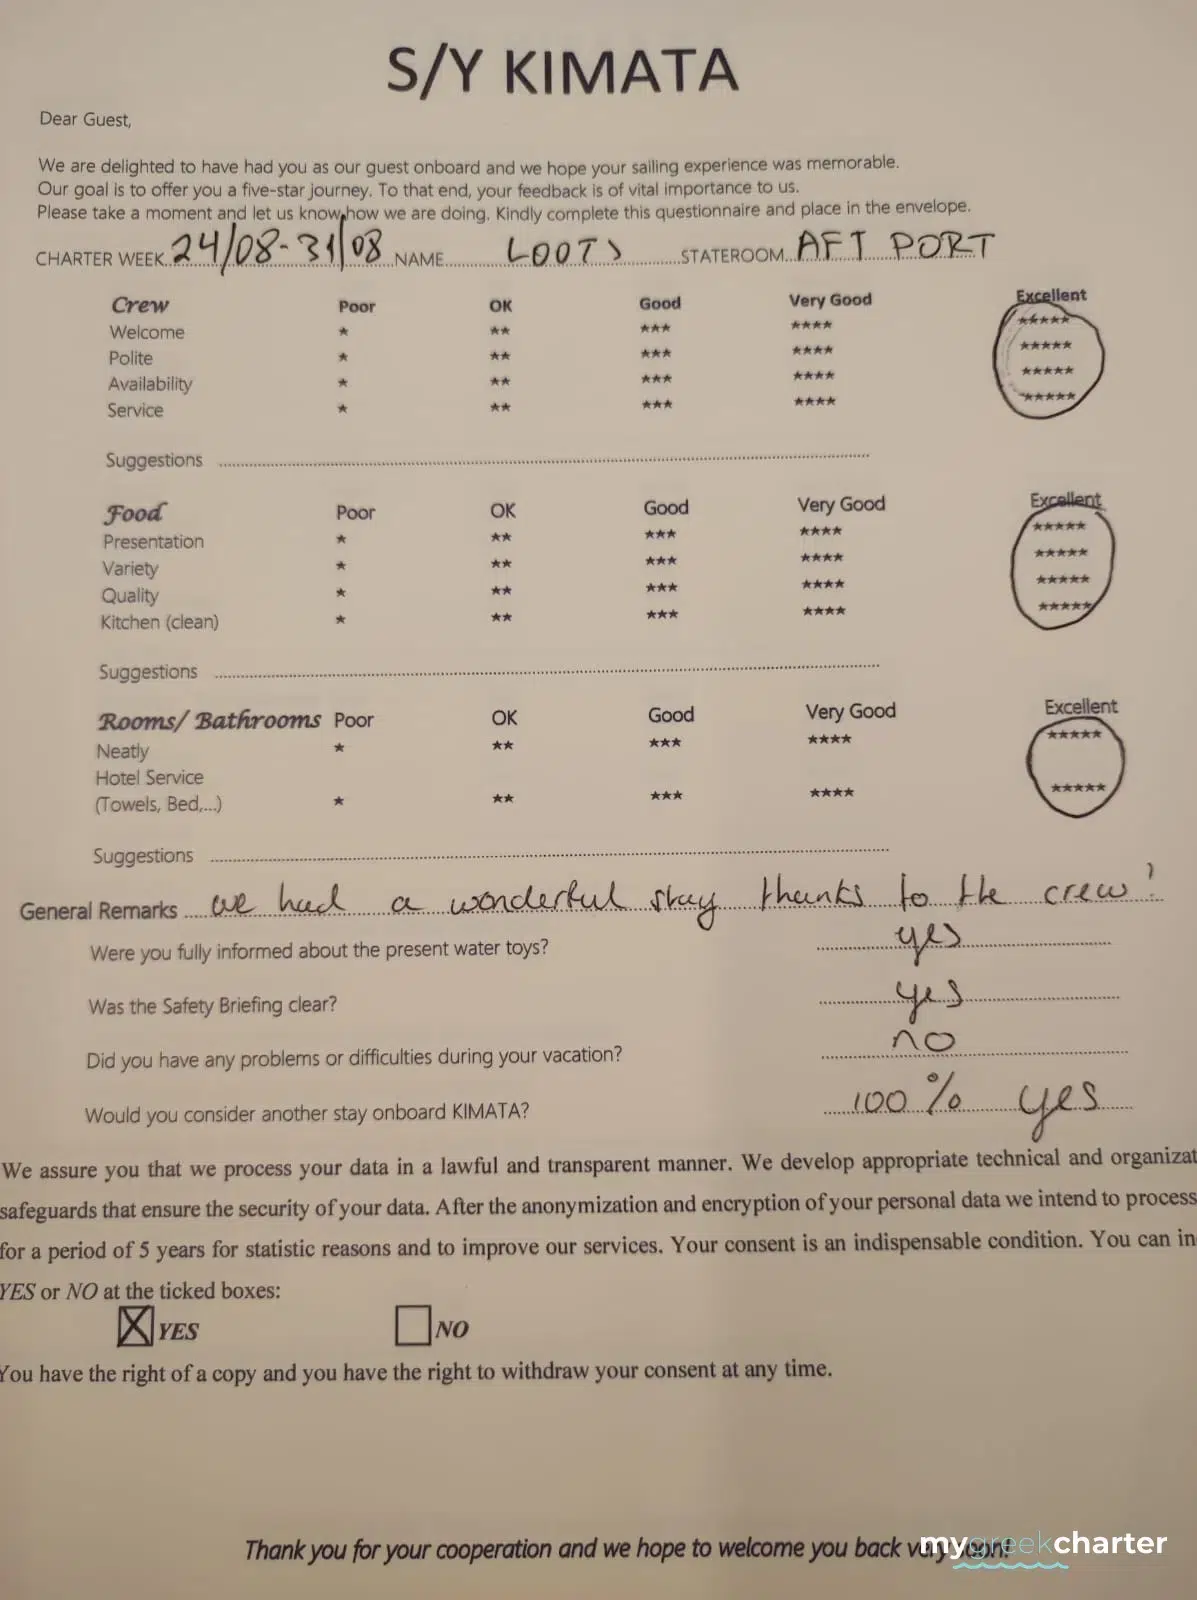 S/Y KIMATA
Dear Guest,
We are delighted to have had you as our guest onboard and we hope your sailing experience was memorable.
Our goal is to offer you a five-star journey. To that end, your feedback is of vital importance to us.
Please take a moment and let us know how we are doing. Kindly complete this questionnaire and place in the envelope.
CHARTER WEEK 24/08-31/08 NAME LOOTS STATEROOM AFT PORT
Crew Poor OK Good Very Good Excellent
Welcome * ** *** **** *****
Polite * ** *** **** *****
Availability * ** *** **** *****
Service * ** *** **** *****
Suggestions
Food Poor OK Good Very Good Excellent
Presentation * ** *** **** *****
Variety * ** *** **** *****
Quality * ** *** **** *****
Kitchen (clean) * ** *** **** *****
Suggestions
Rooms/ Bathrooms Poor OK Good Very Good Excellent
Neatly * ** *** **** *****
Hotel Service
(Towels, Bed,...) * ** *** **** *****
Suggestions
General Remarks we had a wonderful stay thanks to the crew!
Were you fully informed about the present water toys? yes
Was the Safety Briefing clear? yes
Did you have any problems or difficulties during your vacation? no
Would you consider another stay onboard KIMATA? 100% yes
We assure you that we process your data in a lawful and transparent manner. We develop appropriate technical and organizat
safeguards that ensure the security of your data. After the anonymization and encryption of your personal data we intend to process
for a period of 5 years for statistic reasons and to improve our services. Your consent is an indispensable condition. You can in
YES or NO at the ticked boxes:
YES NO
You have the right of a copy and you have the right to withdraw your consent at any time.
Thank you for your cooperation and we hope to welcome you back very soon!
mygreekcharter